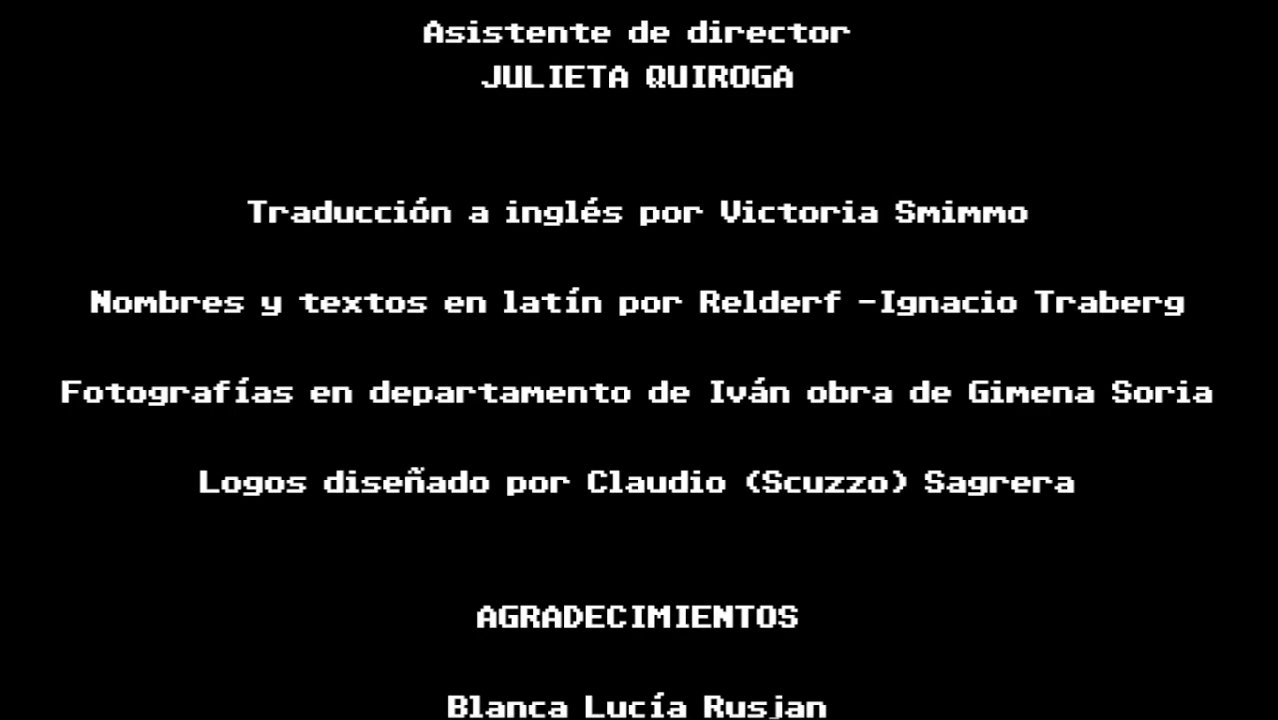 Asistente de director
JULIETA QUIROGA
Traducción a inglés por Victoria Smimmo
Nombres y textos en latín por Relderf -Ignacio Traberg
Fotografías en departamento de Iván obra de Gimena Soria
Logos diseñado por Claudio (Scuzzo) Sagrera
AGRADECIMIENTOS
Blanca Lucía Rusjan